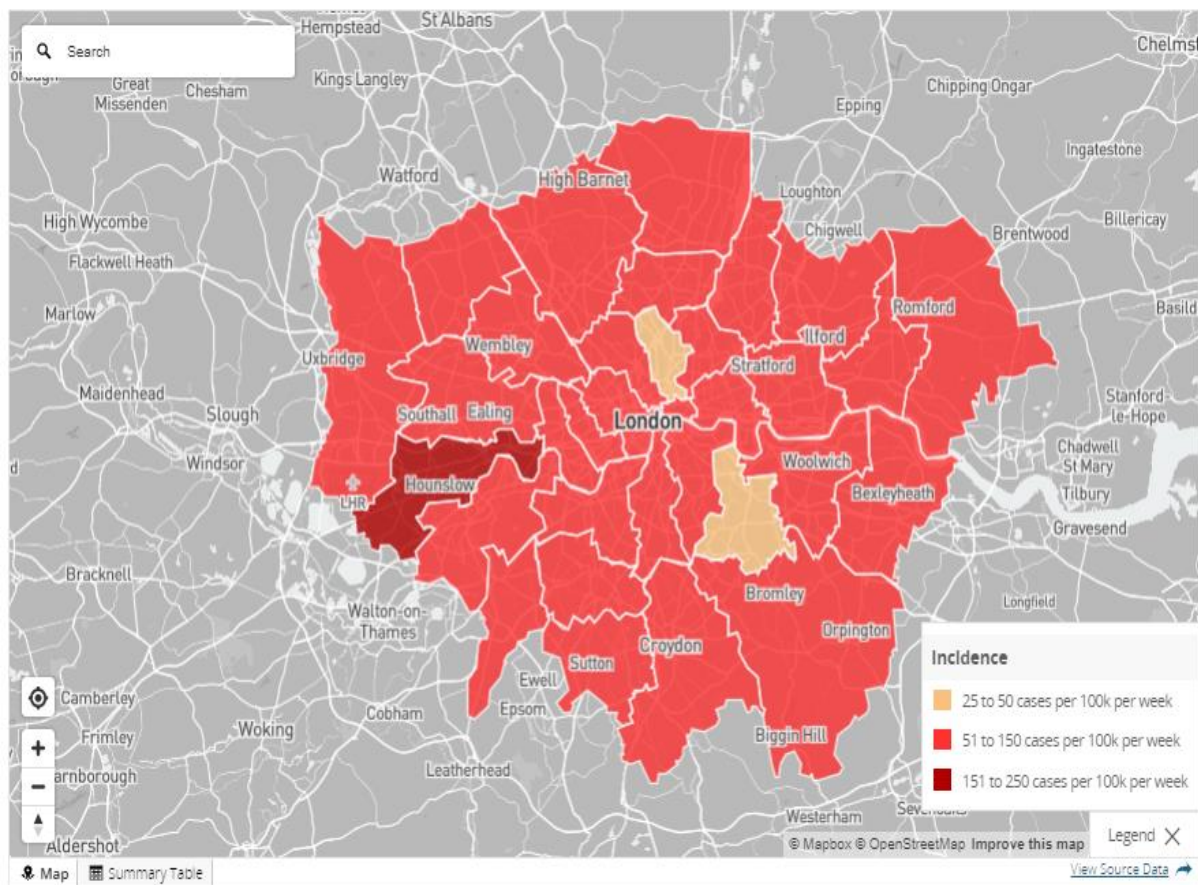 Hempstead
St Albans
Search
Chelmsf
Great
Missenden
Chesham
Kings Langley
Epping
Chipping Ongar
Ingatestone
Watford
High Barnet
Loughton
High Wycombe
Chigwell
Brentwood
Billericay
Flackwell Heath
Marlow
Romford
Basild
Uxbridge
Wembley
Ilford
Stratford
Maidenhead
Slough
Southall
Ealing
London
Stanford-
le-Hope
Windsor
Woolwich
Chadwell
St Mary
Hounslow
Bexleyheath
Tilbury
LHR
Gravesend
Bracknell
Bromley
Longfield
Walton-on-
Thames
Orpington
Sutton
Croydon
Ewell
Epsom
Camberley
Cobham
Woking
Biggin Hill
Frimley
Leatherhead
arnborough
Westerham
Aldershot
Incidence
25 to 50 cases per 100k per week
51 to 150 cases per 100k per week
151 to 250 cases per 100k per week
Legend
© Mapbox © OpenStreetMap Improve this map
Map
Summary Table
View Source Data